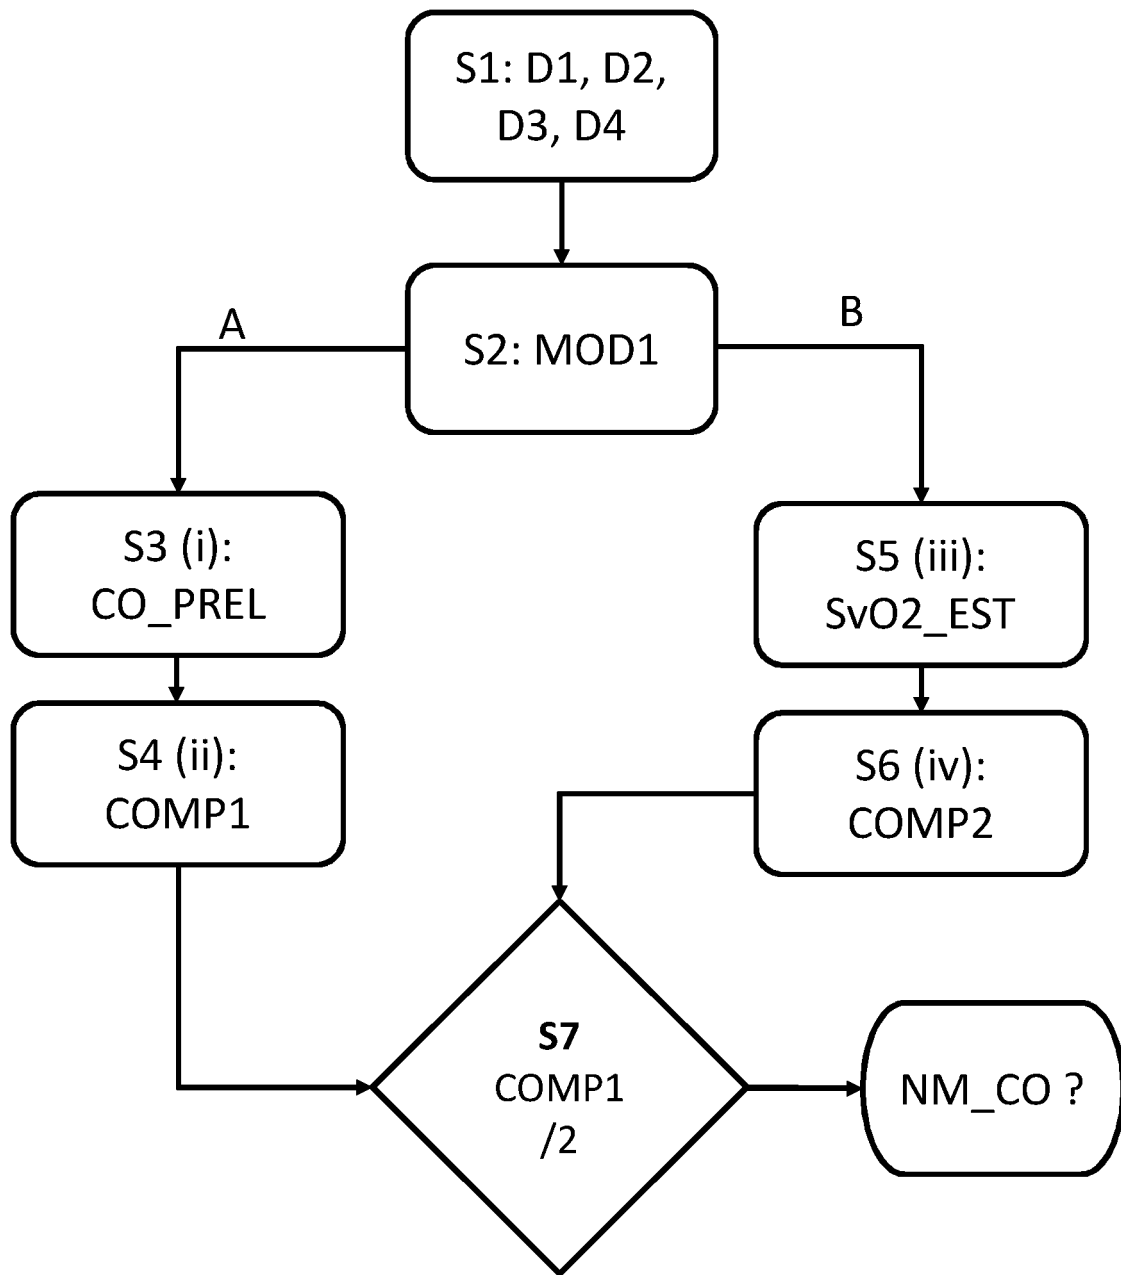 S1: D1, D2,
D3, D4
A
B
S2: MOD1
S3 (i):
CO_PREL
S5 (iii):
SvO2_EST
S4 (ii):
COMP1
S6 (iv):
COMP2
S7
COMP1
/2
NM_CO ?